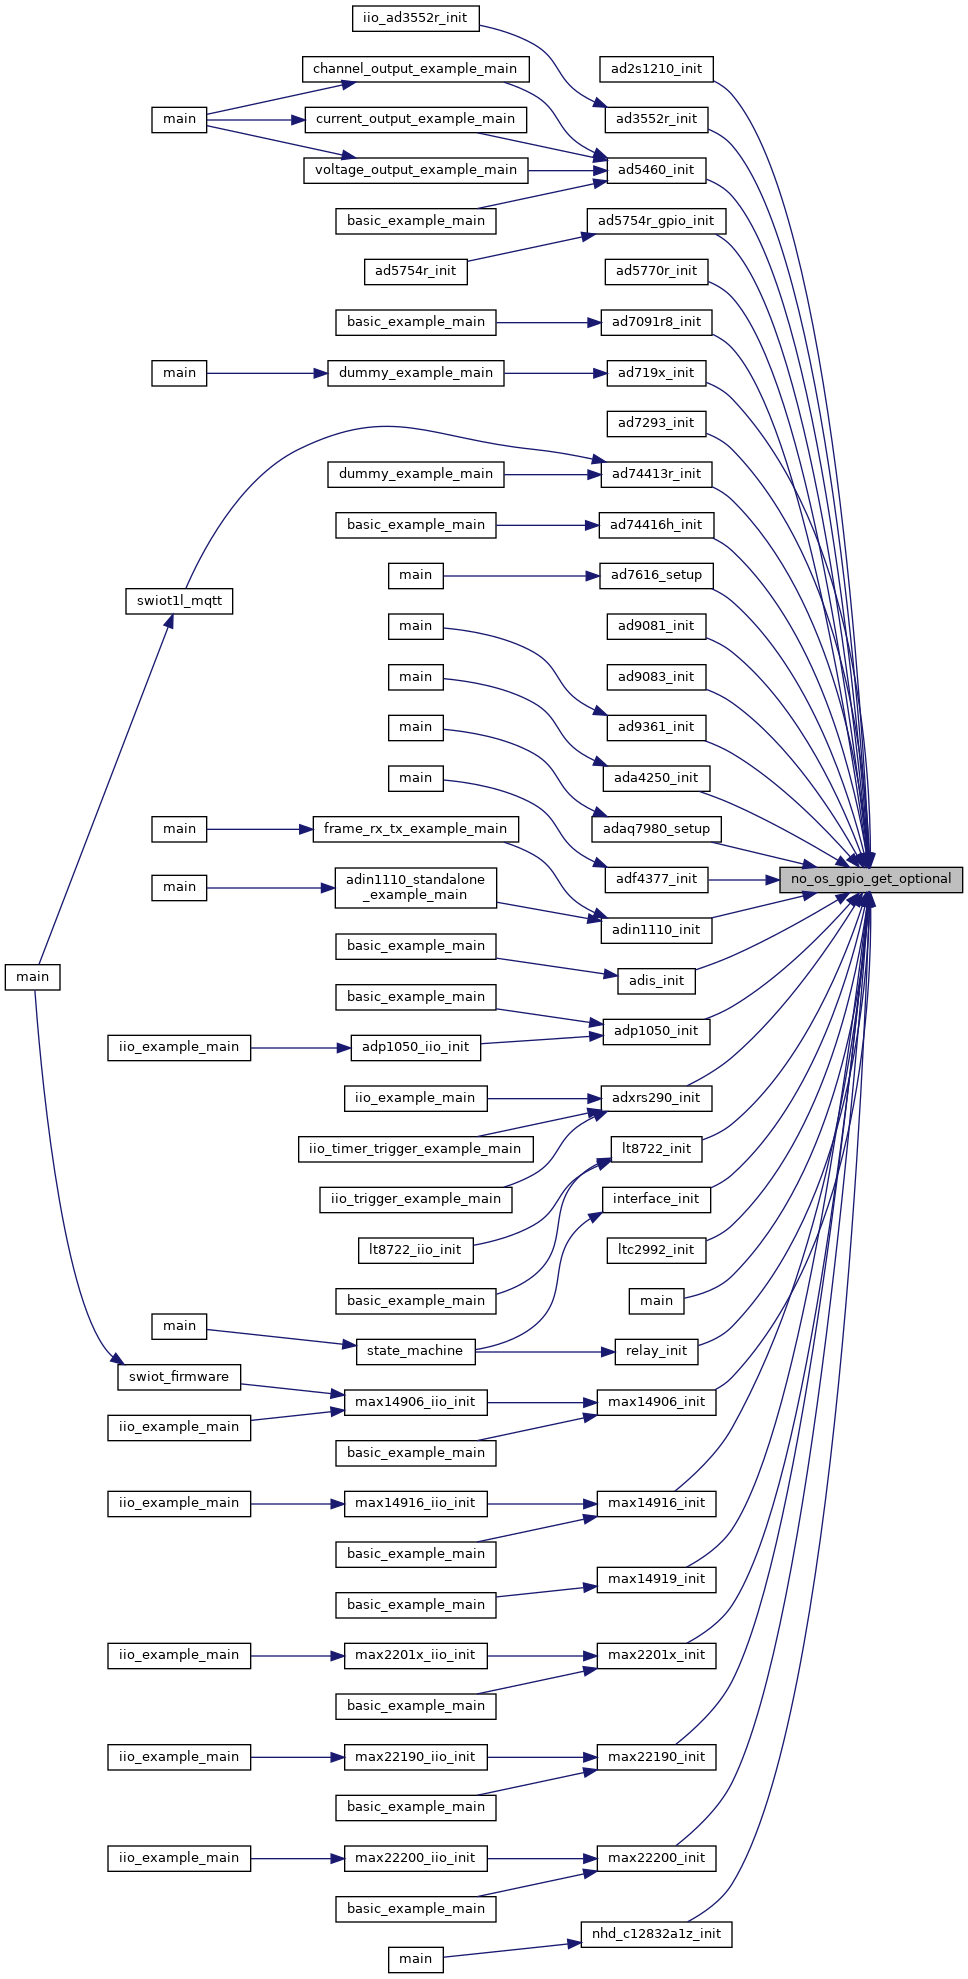 iio_ad3552r_init
channel_output_example_main
ad2s1210_init
main
current_output_example_main
ad3552r_init
voltage_output_example_main
ad5460_init
basic_example_main
ad5754r_gpio_init
ad5754r_init
ad5770r_init
basic_example_main
ad7091r8_init
main
dummy_example_main
ad719x_init
ad7293_init
dummy_example_main
ad74413r_init
basic_example_main
ad74416h_init
main
ad7616_setup
swiot1l_mqtt
main
ad9081_init
main
ad9083_init
main
ad9361_init
main
ada4250_init
main
frame_rx_tx_example_main
adaq7980_setup
main
adin1110_standalone
_example_main
adf4377_init
no_os_gpio_get_optional
adin1110_init
basic_example_main
main
adis_init
basic_example_main
adp1050_init
iio_example_main
adp1050_iio_init
iio_example_main
adxrs290_init
iio_timer_trigger_example_main
lt8722_init
iio_trigger_example_main
interface_init
lt8722_iio_init
ltc2992_init
basic_example_main
main
main
state_machine
relay_init
swiot_firmware
max14906_iio_init
max14906_init
iio_example_main
basic_example_main
iio_example_main
max14916_iio_init
max14916_init
basic_example_main
max14919_init
basic_example_main
iio_example_main
max2201x_iio_init
max2201x_init
basic_example_main
iio_example_main
max22190_iio_init
max22190_init
basic_example_main
iio_example_main
max22200_iio_init
max22200_init
basic_example_main
nhd_c12832a1z_init
main